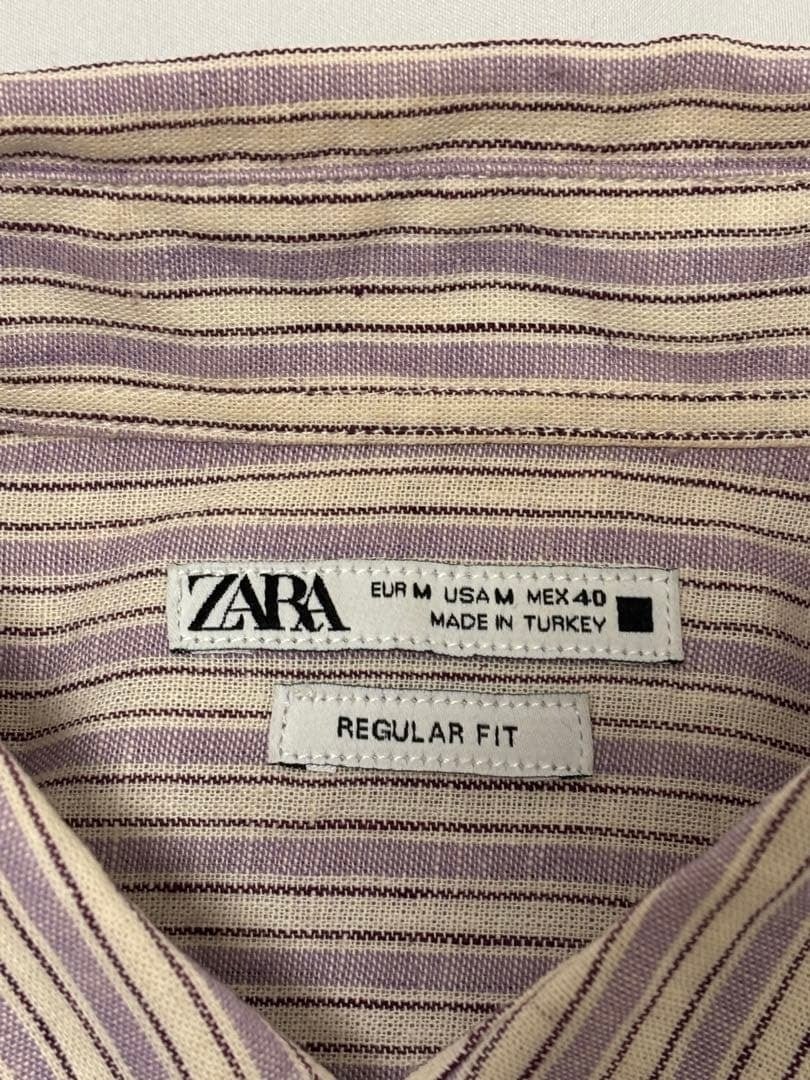 ZARA
EUR M USA M MEX 40
MADE IN TURKEY
REGULAR FIT